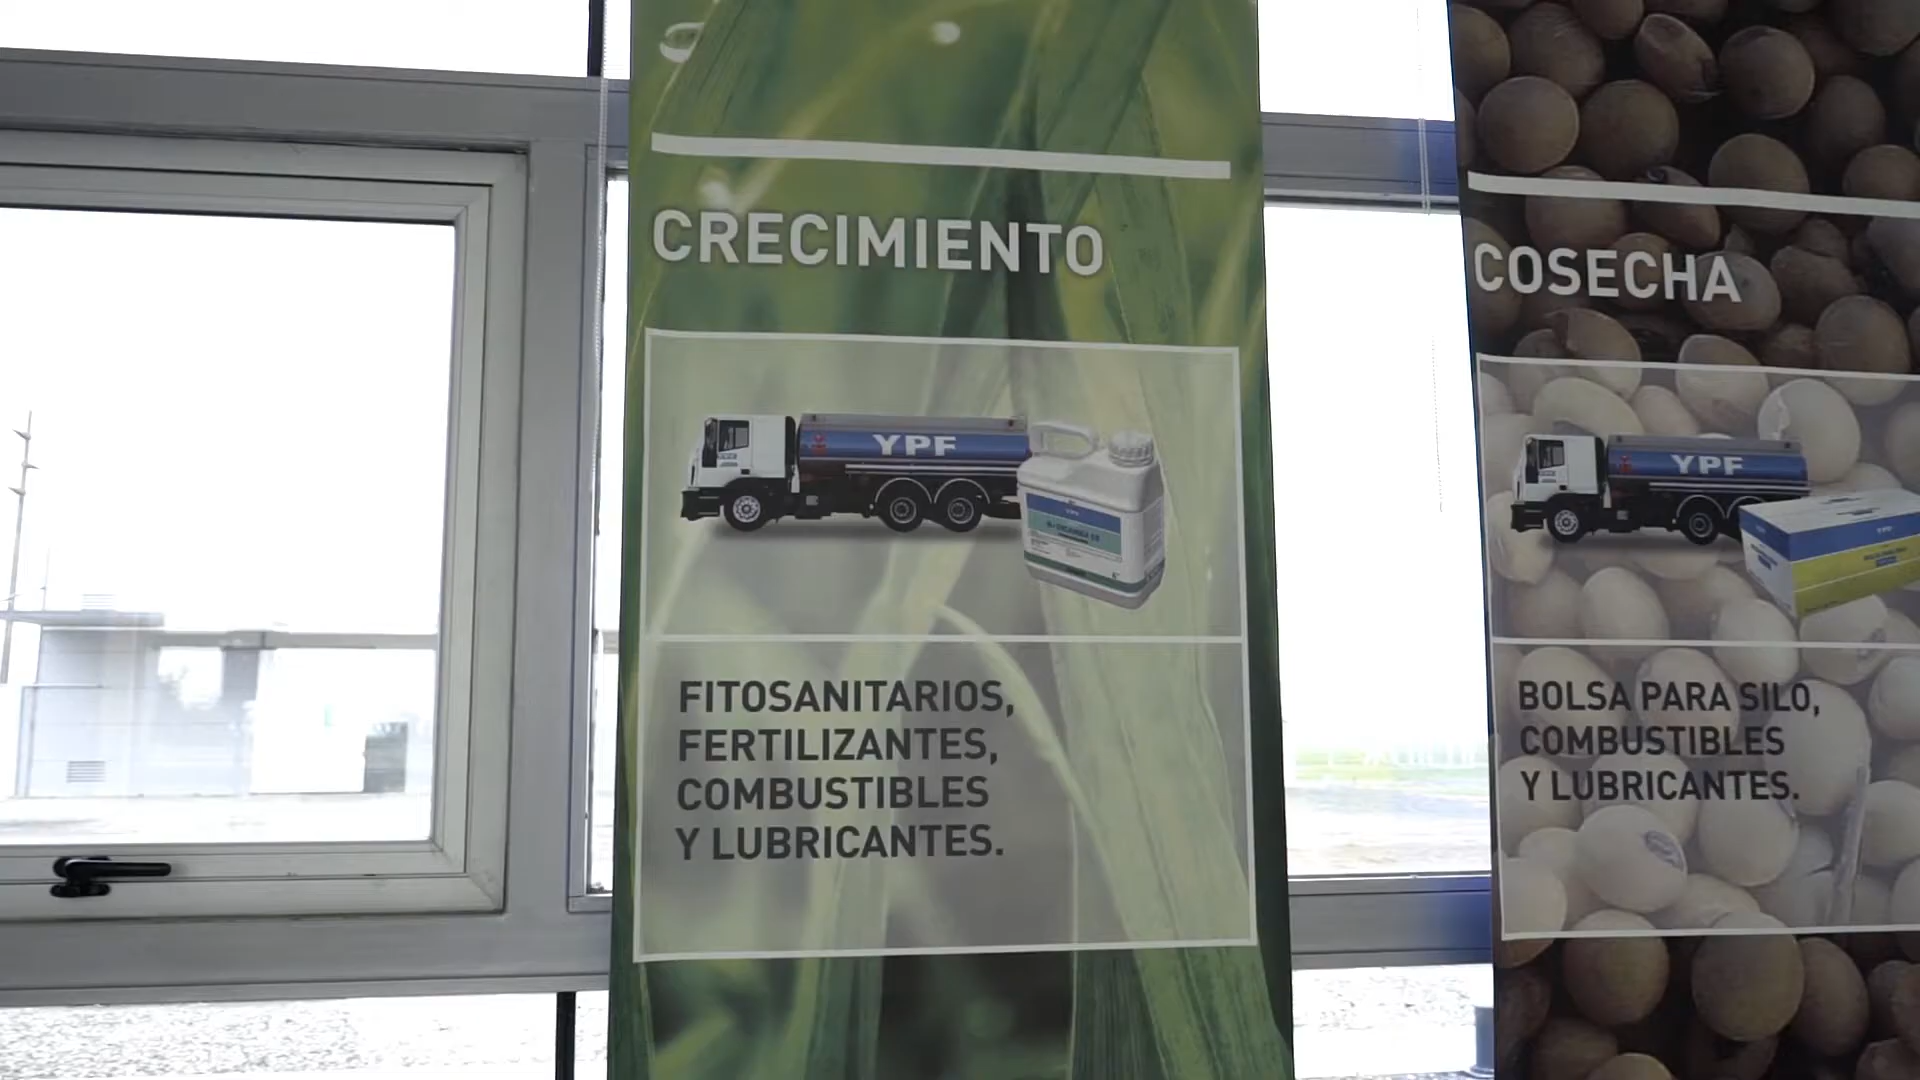 CRECIMIENTO
YPF
FITOSANITARIOS,
FERTILIZANTES,
COMBUSTIBLES
Y LUBRICANTES.
COSECHA
YPF
BOLSA PARA SILO,
COMBUSTIBLES
Y LUBRICANTES.